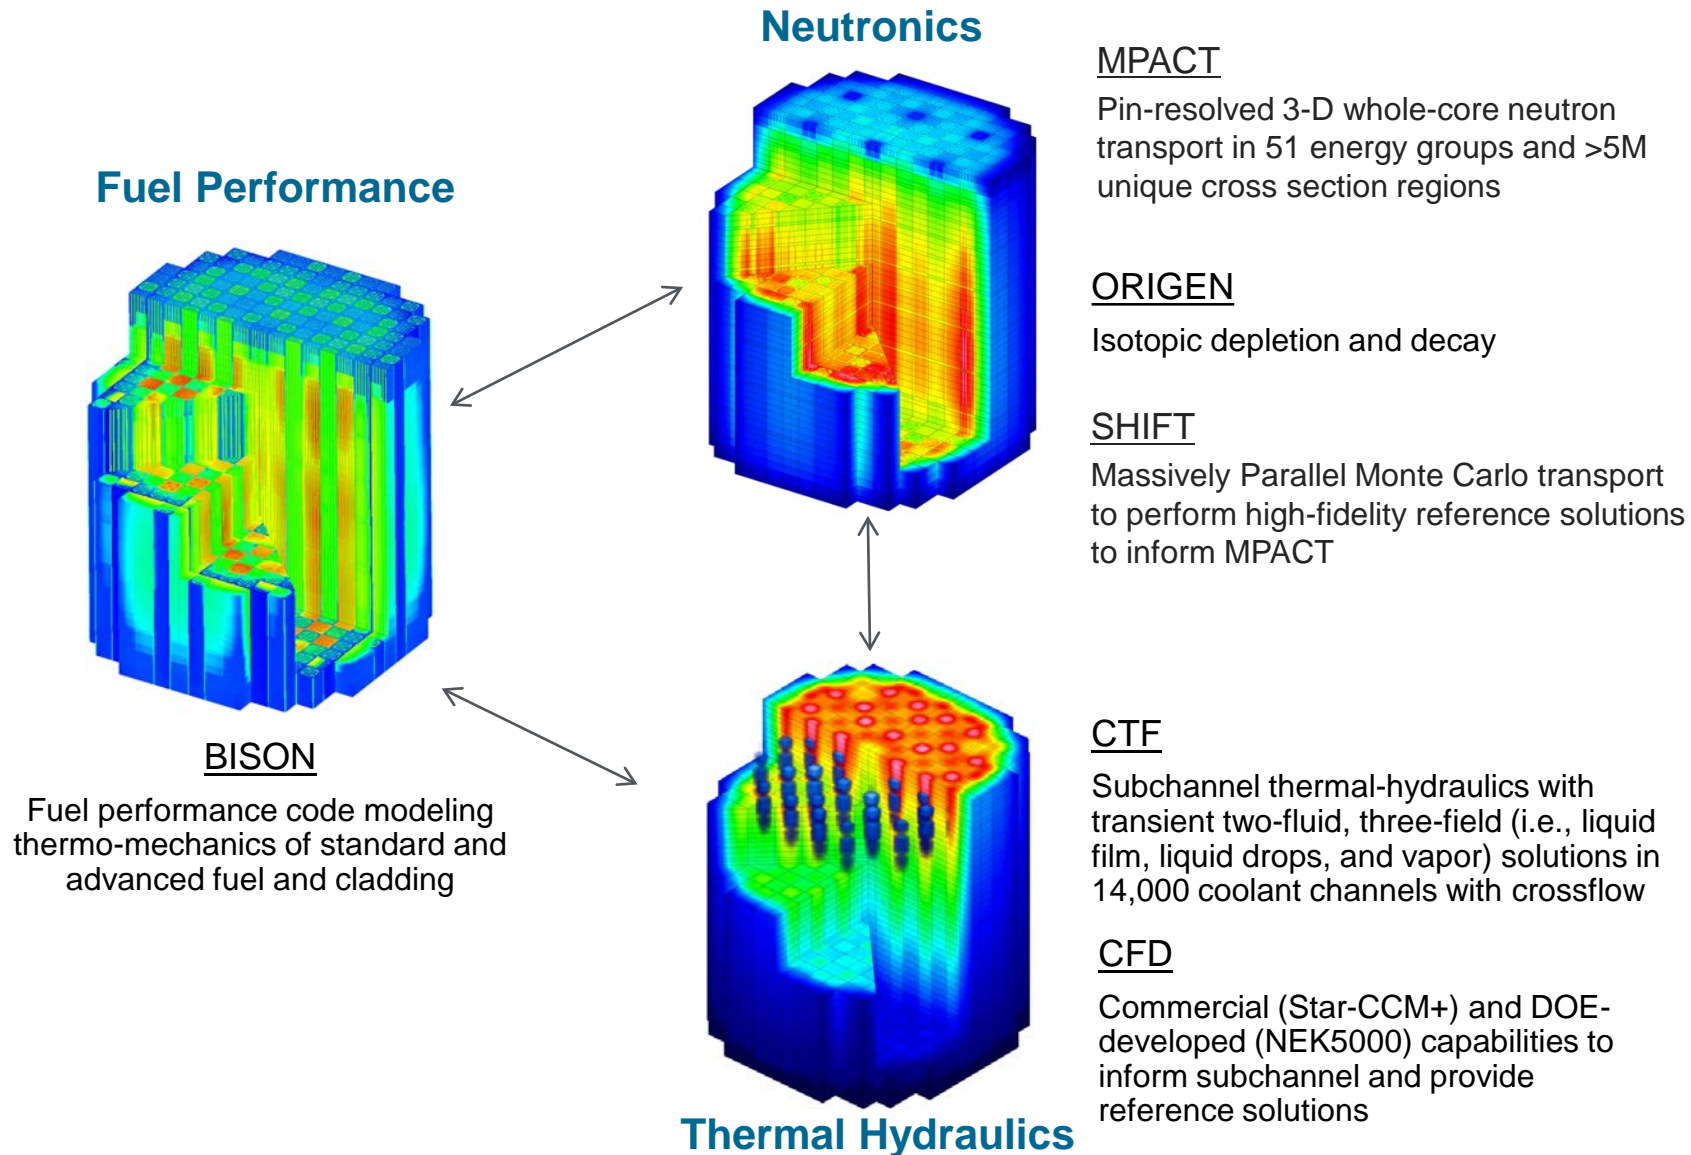 Neutronics
MPACT
Pin-resolved 3-D whole-core neutron
transport in 51 energy groups and >5M
unique cross section regions
Fuel Performance
ORIGEN
Isotopic depletion and decay
SHIFT
Massively Parallel Monte Carlo transport
to perform high-fidelity reference solutions
to inform MPACT
BISON
Fuel performance code modeling
thermo-mechanics of standard and
advanced fuel and cladding
CTF
Subchannel thermal-hydraulics with
transient two-fluid, three-field (i.e., liquid
film, liquid drops, and vapor) solutions in
14,000 coolant channels with crossflow
CFD
Commercial (Star-CCM+) and DOE-
developed (NEK5000) capabilities to
inform subchannel and provide
reference solutions
Thermal Hydraulics